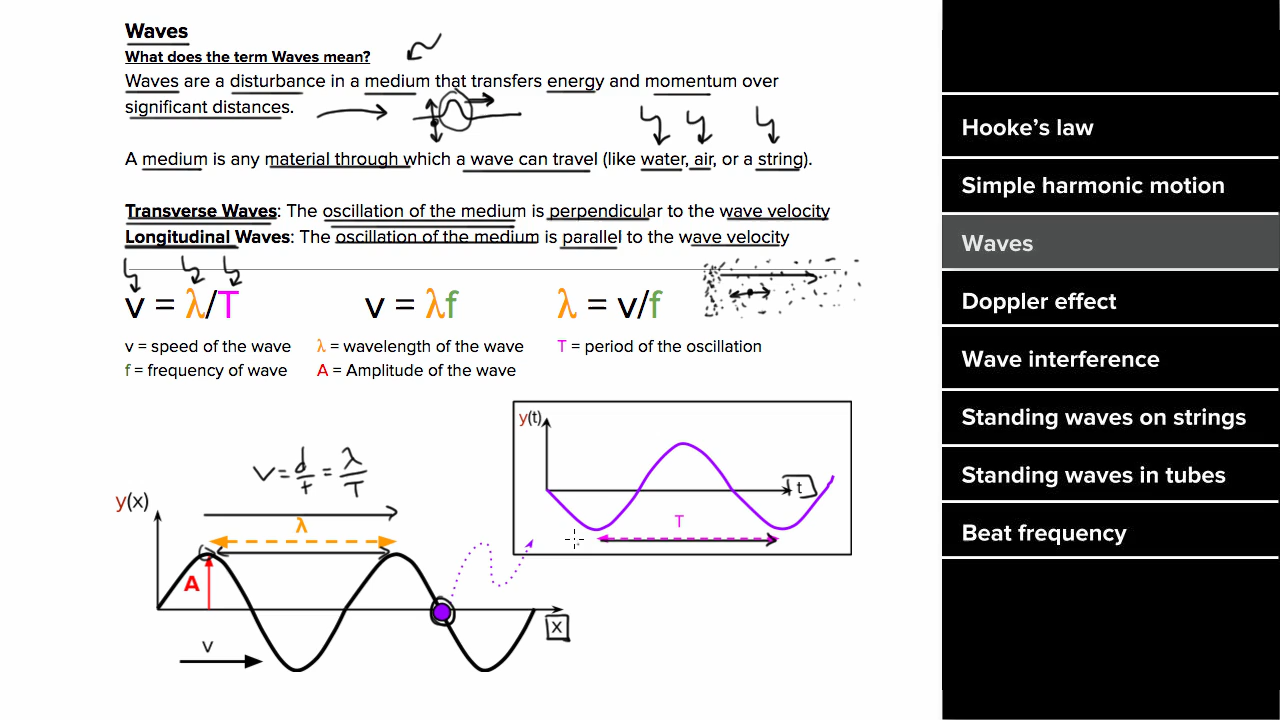 Waves
What does the term Waves mean?
Waves are a disturbance in a medium that transfers energy and momentum over
significant distances.
A medium is any material through which a wave can travel (like water, air, or a string).
Transverse Waves: The oscillation of the medium is perpendicular to the wave velocity
Longitudinal Waves: The oscillation of the medium is parallel to the wave velocity
v = λ/T v = λf λ = v/f
v = speed of the wave λ = wavelength of the wave T = period of the oscillation
f = frequency of wave A = Amplitude of the wave
y(t)
t
T
v = d/t = λ/T
y(x)
λ
A
x
v
Hooke's law
Simple harmonic motion
Waves
Doppler effect
Wave interference
Standing waves on strings
Standing waves in tubes
Beat frequency